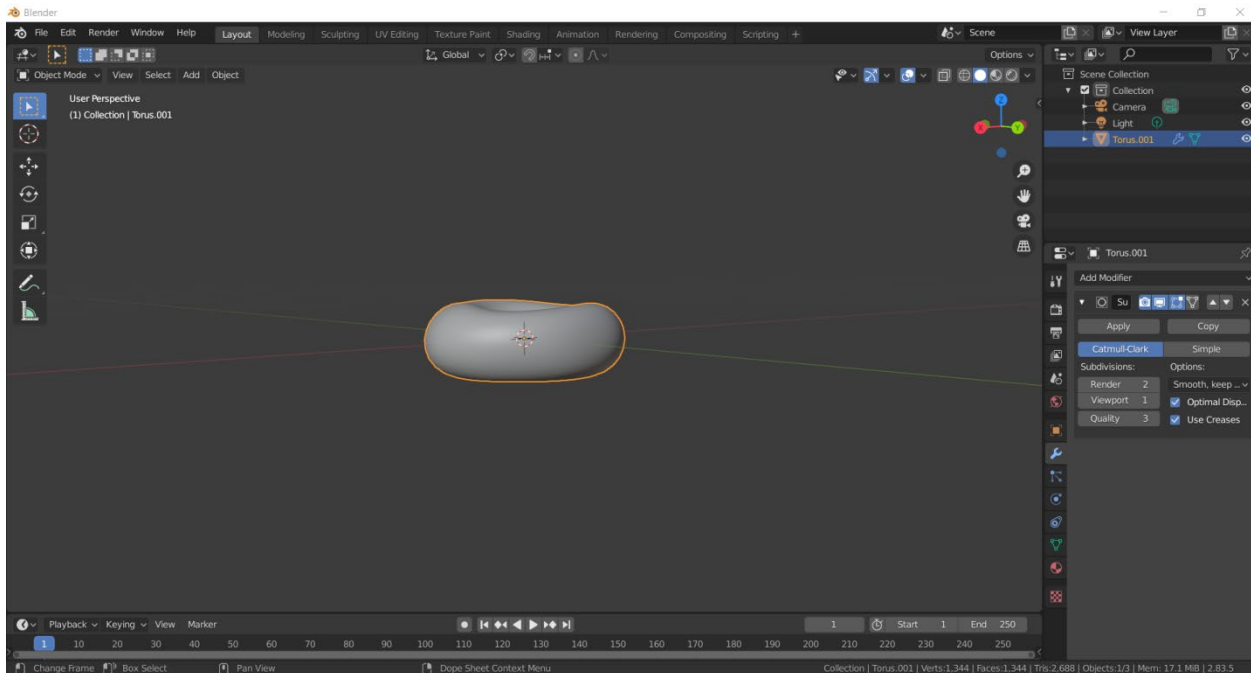 Blender
File Edit Render Window Help Layout Modeling Sculpting UV Editing Texture Paint Shading Animation Rendering Compositing Scripting + Scene View Layer
Global Options
Object Mode View Select Add Object
User Perspective
(1) Collection | Torus.001
Z
X Y
Scene Collection
Collection
Camera
Light
Torus.001
Torus.001
Add Modifier
Su
Apply Copy
Catmull-Clark Simple
Subdivisions: Options:
Render 2 Smooth, keep ...
Viewport 1 Optimal Disp..
Quality 3 Use Creases
Playback Keying View Marker 1 Start 1 End 250
1 10 20 30 40 50 60 70 80 90 100 110 120 130 140 150 160 170 180 190 200 210 220 230 240 250
Change Frame Box Select Pan View Dope Sheet Context Menu Collection | Torus.001 | Verts:1,344 | Faces:1,344 | Tris:2,688 | Objects:1/3 | Mem: 17.1 MiB | 2.83.5